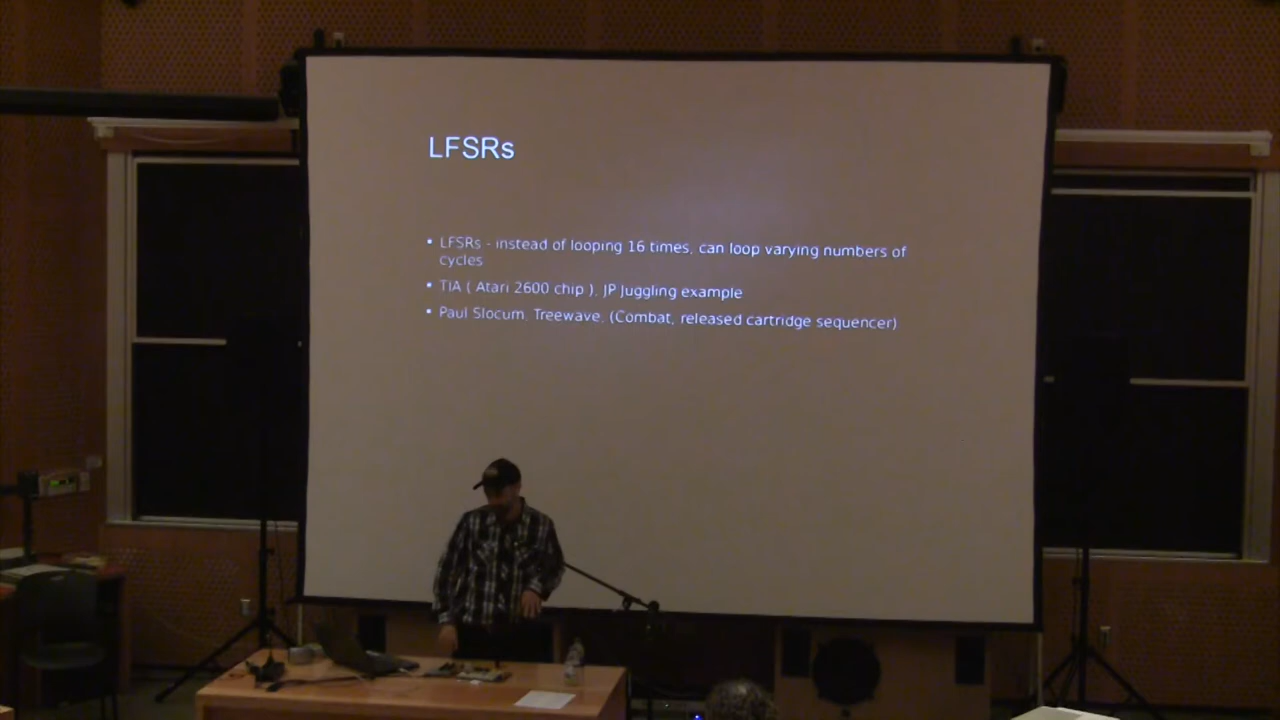 LFSRs
• LFSRs - instead of looping 16 times, can loop varying numbers of
cycles
• TIA ( Atari 2600 chip ), JP Juggling example
• Paul Slocum, Treewave, (Combat, released cartridge sequencer)